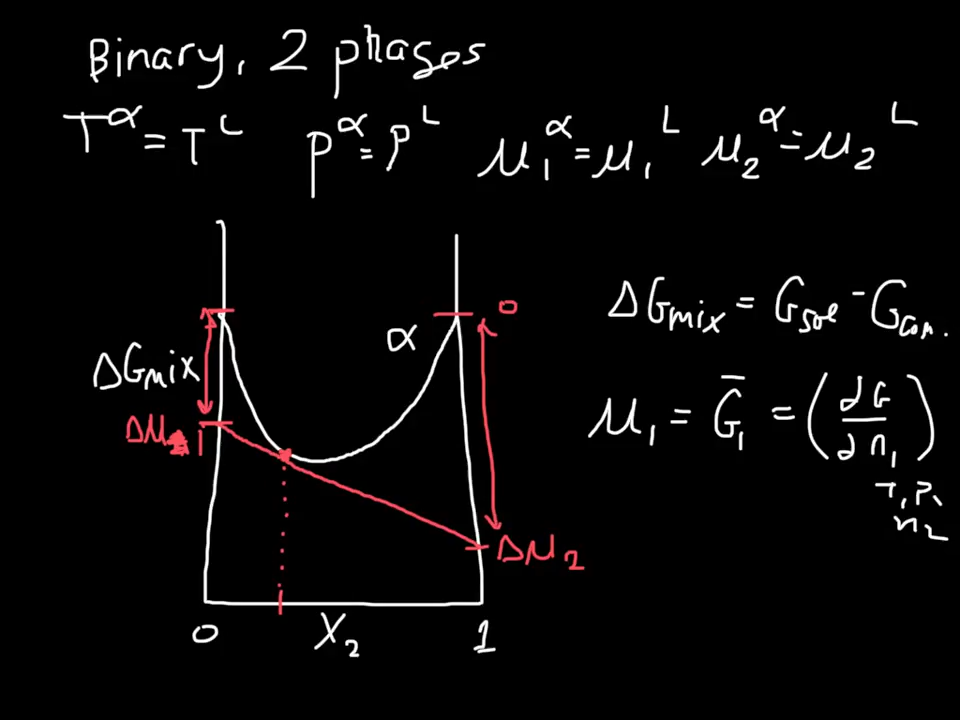 Binary, 2 phases
T^α = T^L P^α = P^L μ₁^α = μ₁^L μ₂^α = μ₂^L
ΔGmix = Gsol - Gcom.
0
α
ΔGmix
μ₁ = G̅₁ = (∂G/∂n₁) T, P, n₂
Δμ₁
Δμ₂
0 X₂ 1